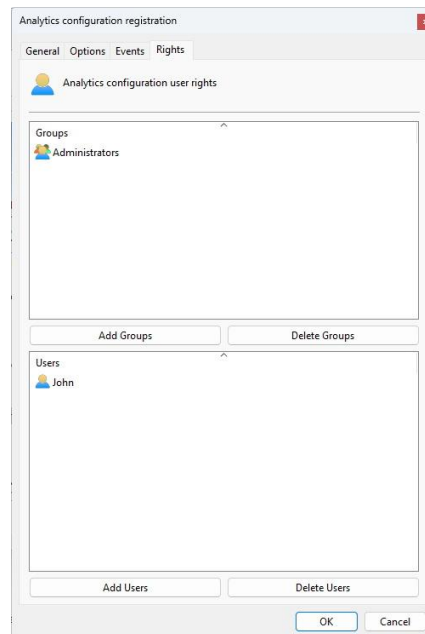 Analytics configuration registration
General Options Events Rights
Analytics configuration user rights
Groups
Administrators
Add Groups Delete Groups
Users
John
Add Users Delete Users
OK Cancel